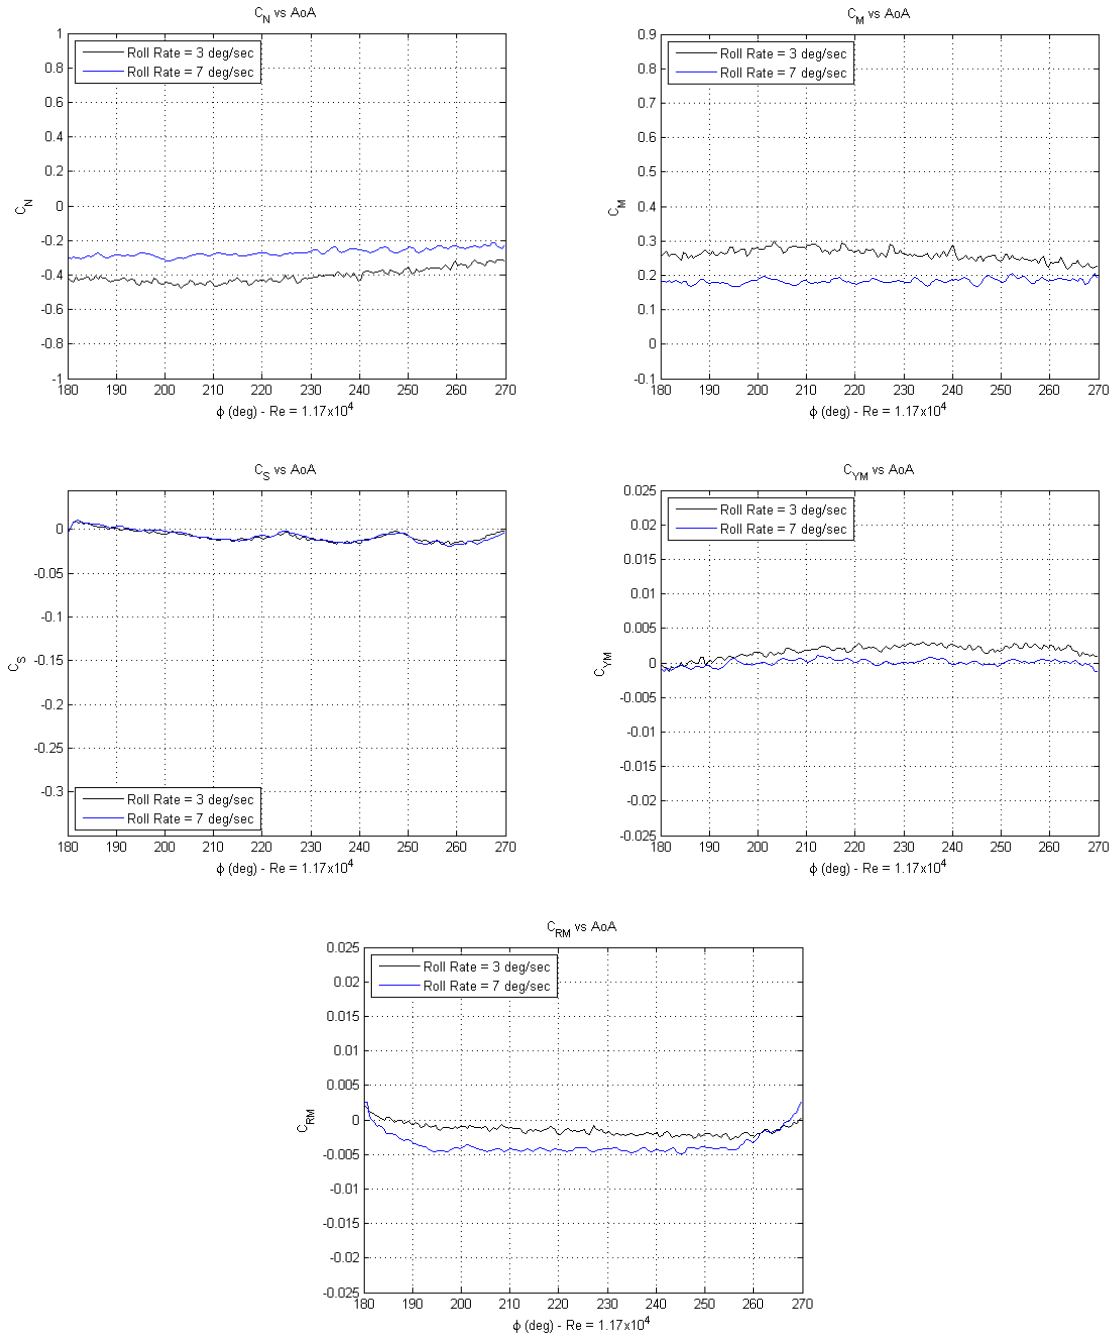 C_N vs AoA
Roll Rate = 3 deg/sec
Roll Rate = 7 deg/sec
1
0.8
0.6
0.4
0.2
0
-0.2
-0.4
-0.6
-0.8
-1
C_N
180 190 200 210 220 230 240 250 260 270
ϕ (deg) - Re = 1.17x10^4
C_M vs AoA
Roll Rate = 3 deg/sec
Roll Rate = 7 deg/sec
0.9
0.8
0.7
0.6
0.5
0.4
0.3
0.2
0.1
0
-0.1
C_M
180 190 200 210 220 230 240 250 260 270
ϕ (deg) - Re = 1.17x10^4
C_S vs AoA
0
-0.05
-0.1
-0.15
-0.2
-0.25
-0.3
C_S
Roll Rate = 3 deg/sec
Roll Rate = 7 deg/sec
180 190 200 210 220 230 240 250 260 270
ϕ (deg) - Re = 1.17x10^4
C_YM vs AoA
Roll Rate = 3 deg/sec
Roll Rate = 7 deg/sec
0.025
0.02
0.015
0.01
0.005
0
-0.005
-0.01
-0.015
-0.02
-0.025
C_YM
180 190 200 210 220 230 240 250 260 270
ϕ (deg) - Re = 1.17x10^4
C_RM vs AoA
Roll Rate = 3 deg/sec
Roll Rate = 7 deg/sec
0.025
0.02
0.015
0.01
0.005
0
-0.005
-0.01
-0.015
-0.02
-0.025
C_RM
180 190 200 210 220 230 240 250 260 270
ϕ (deg) - Re = 1.17x10^4